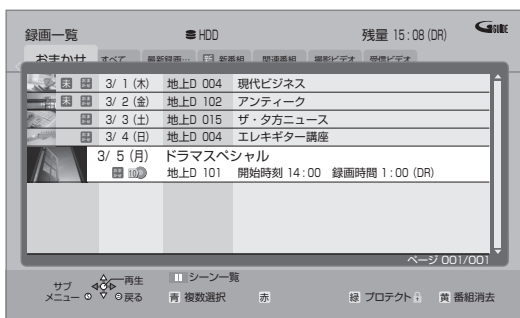 録画一覧 HDD 残量 15:08 (DR) G GUIDE
おまかせ すべて 最新録画… 新番組 関連番組 撮影ビデオ 受信ビデオ
未 3/ 1 (木) 地上D 004 現代ビジネス
未 3/ 2 (金) 地上D 102 アンティーク
3/ 3 (土) 地上D 015 ザ・夕方ニュース
3/ 4 (日) 地上D 004 エレキギター講座
3/ 5 (月) ドラマスペシャル
地上D 101 開始時刻 14:00 録画時間 1:00 (DR)
ページ 001/001
サブメニュー 再生 戻る シーン一覧
青 複数選択 赤 緑 プロテクト 黄 番組消去